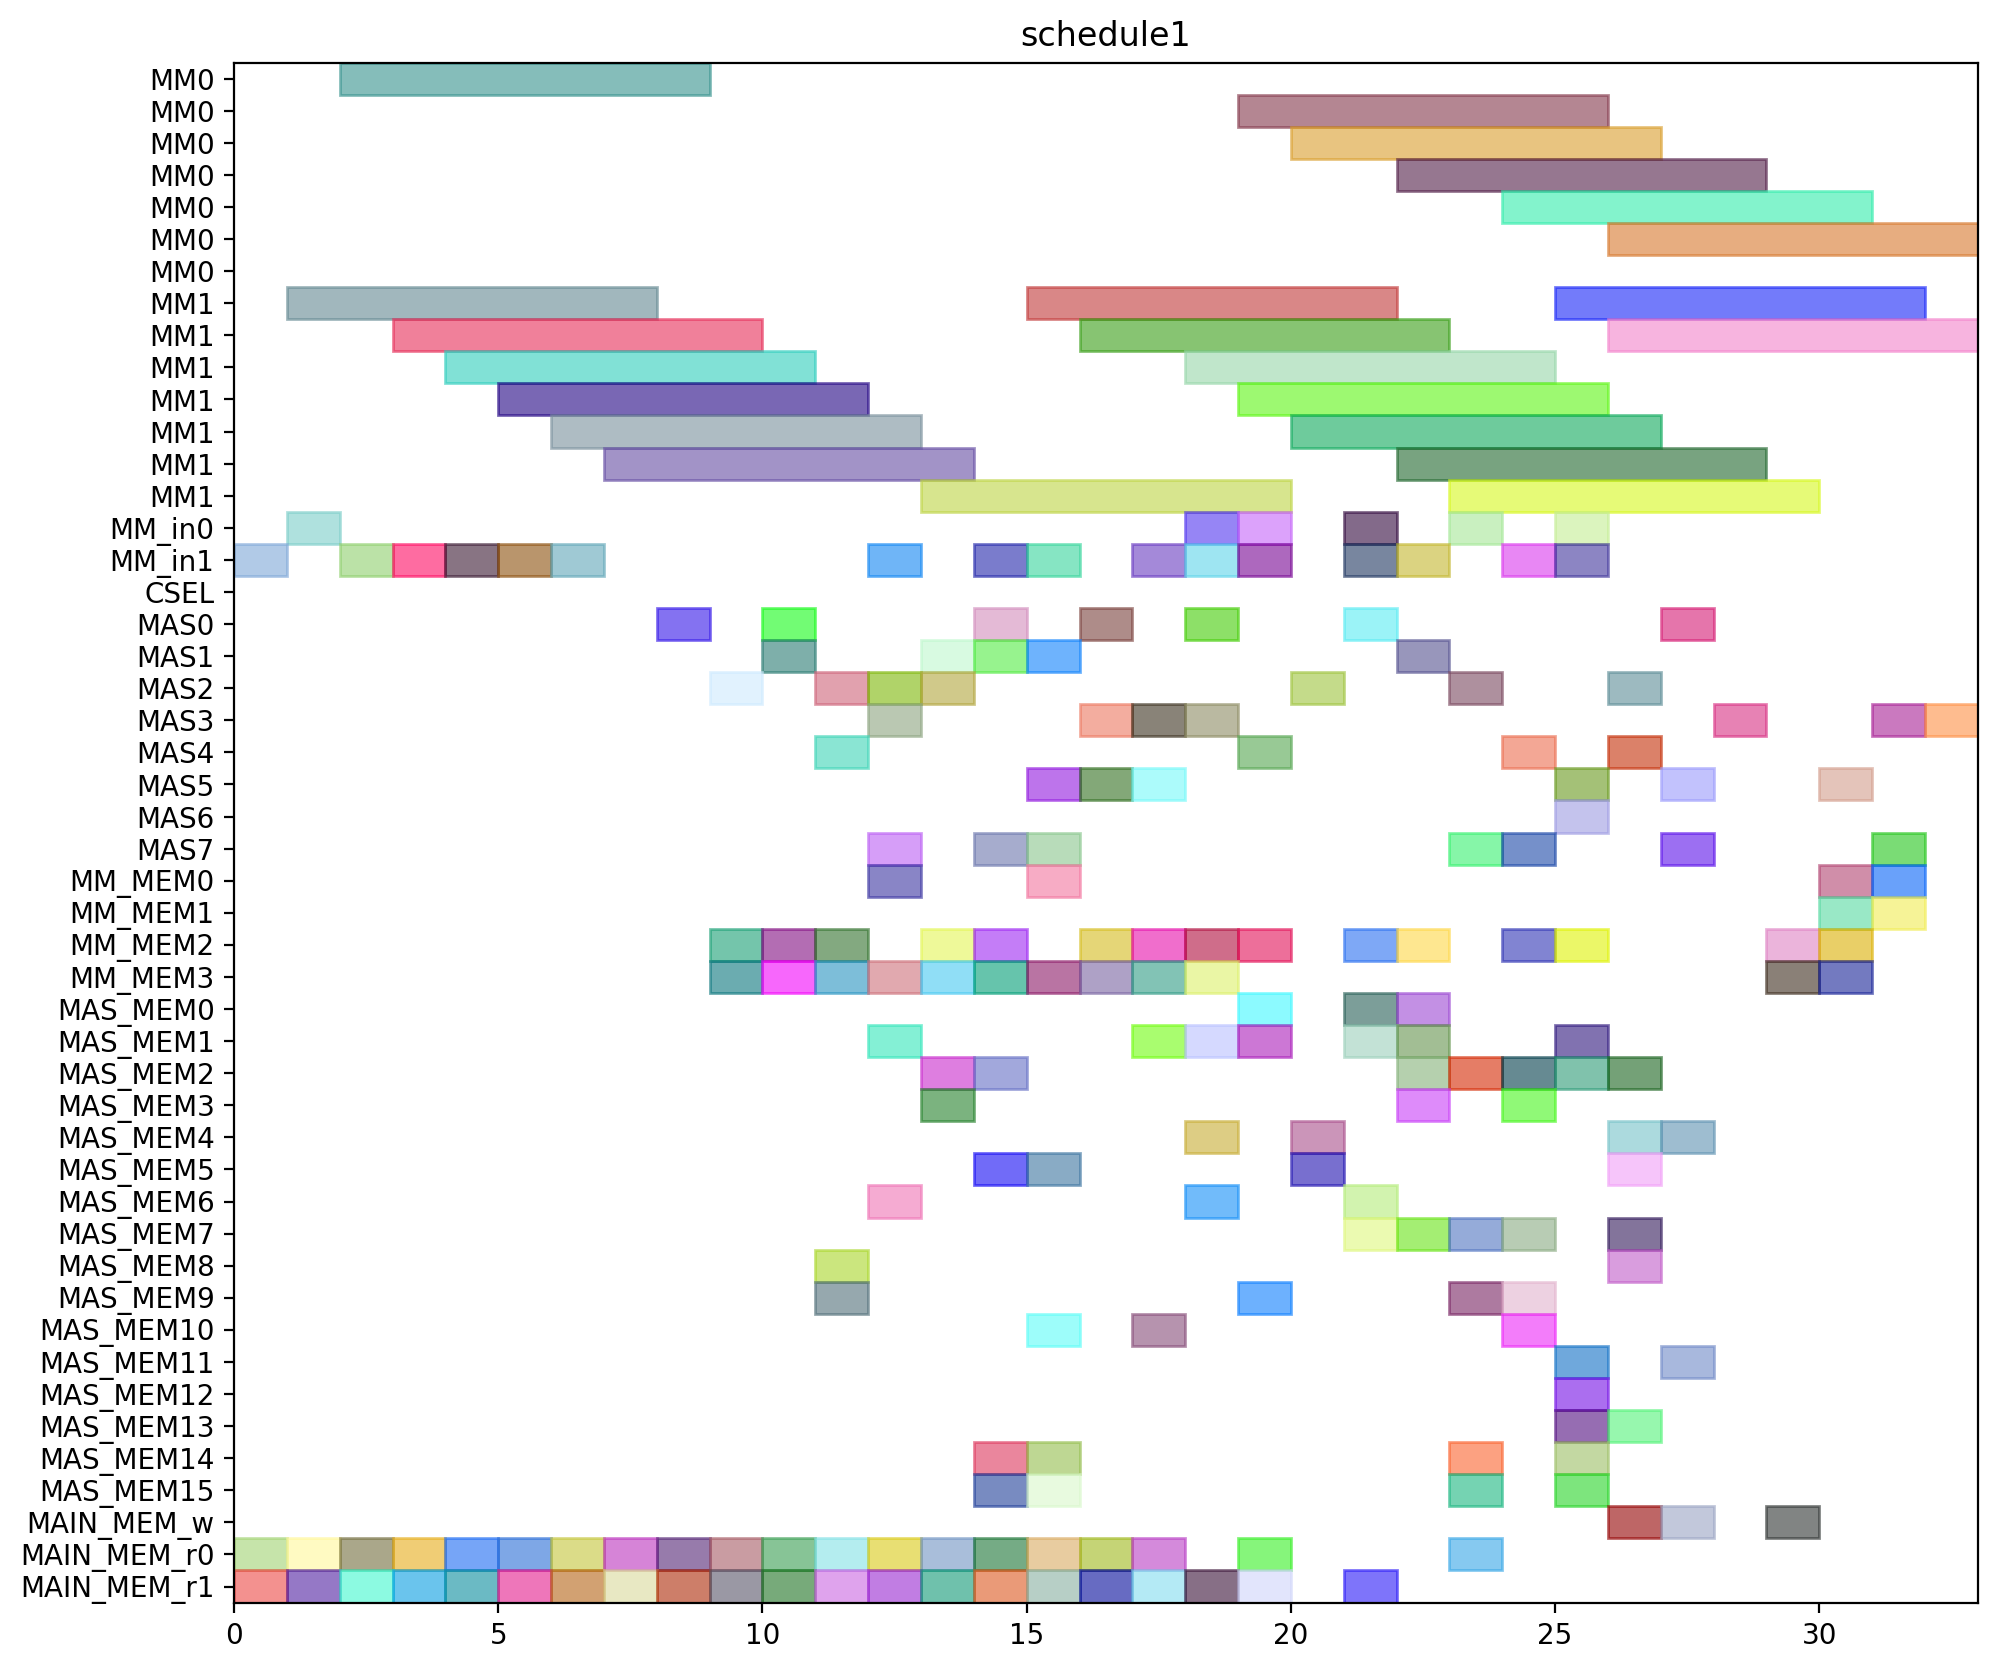 schedule1
MM0
MM0
MM0
MM0
MM0
MM0
MM0
MM1
MM1
MM1
MM1
MM1
MM1
MM1
MM_in0
MM_in1
CSEL
MAS0
MAS1
MAS2
MAS3
MAS4
MAS5
MAS6
MAS7
MM_MEM0
MM_MEM1
MM_MEM2
MM_MEM3
MAS_MEM0
MAS_MEM1
MAS_MEM2
MAS_MEM3
MAS_MEM4
MAS_MEM5
MAS_MEM6
MAS_MEM7
MAS_MEM8
MAS_MEM9
MAS_MEM10
MAS_MEM11
MAS_MEM12
MAS_MEM13
MAS_MEM14
MAS_MEM15
MAIN_MEM_w
MAIN_MEM_r0
MAIN_MEM_r1
0 5 10 15 20 25 30